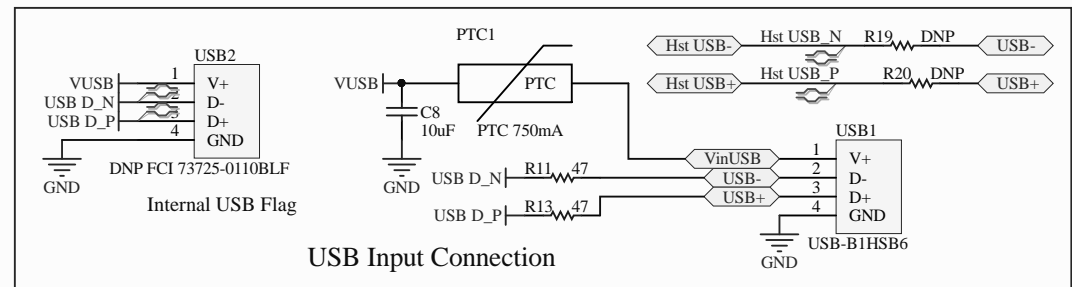 USB2
VUSB 1 V+
USB D_N 2 D-
USB D_P 3 D+
4 GND
GND
DNP FCI 73725-0110BLF
Internal USB Flag
PTC1
VUSB
PTC
C8
10uF
PTC 750mA
GND
Hst USB- Hst USB_N R19 DNP USB-
Hst USB+ Hst USB_P R20 DNP USB+
USB1
VinUSB 1 V+
USB D_N R11 47 USB- 2 D-
USB D_P R13 47 USB+ 3 D+
4 GND
GND
USB-B1HSB6
USB Input Connection